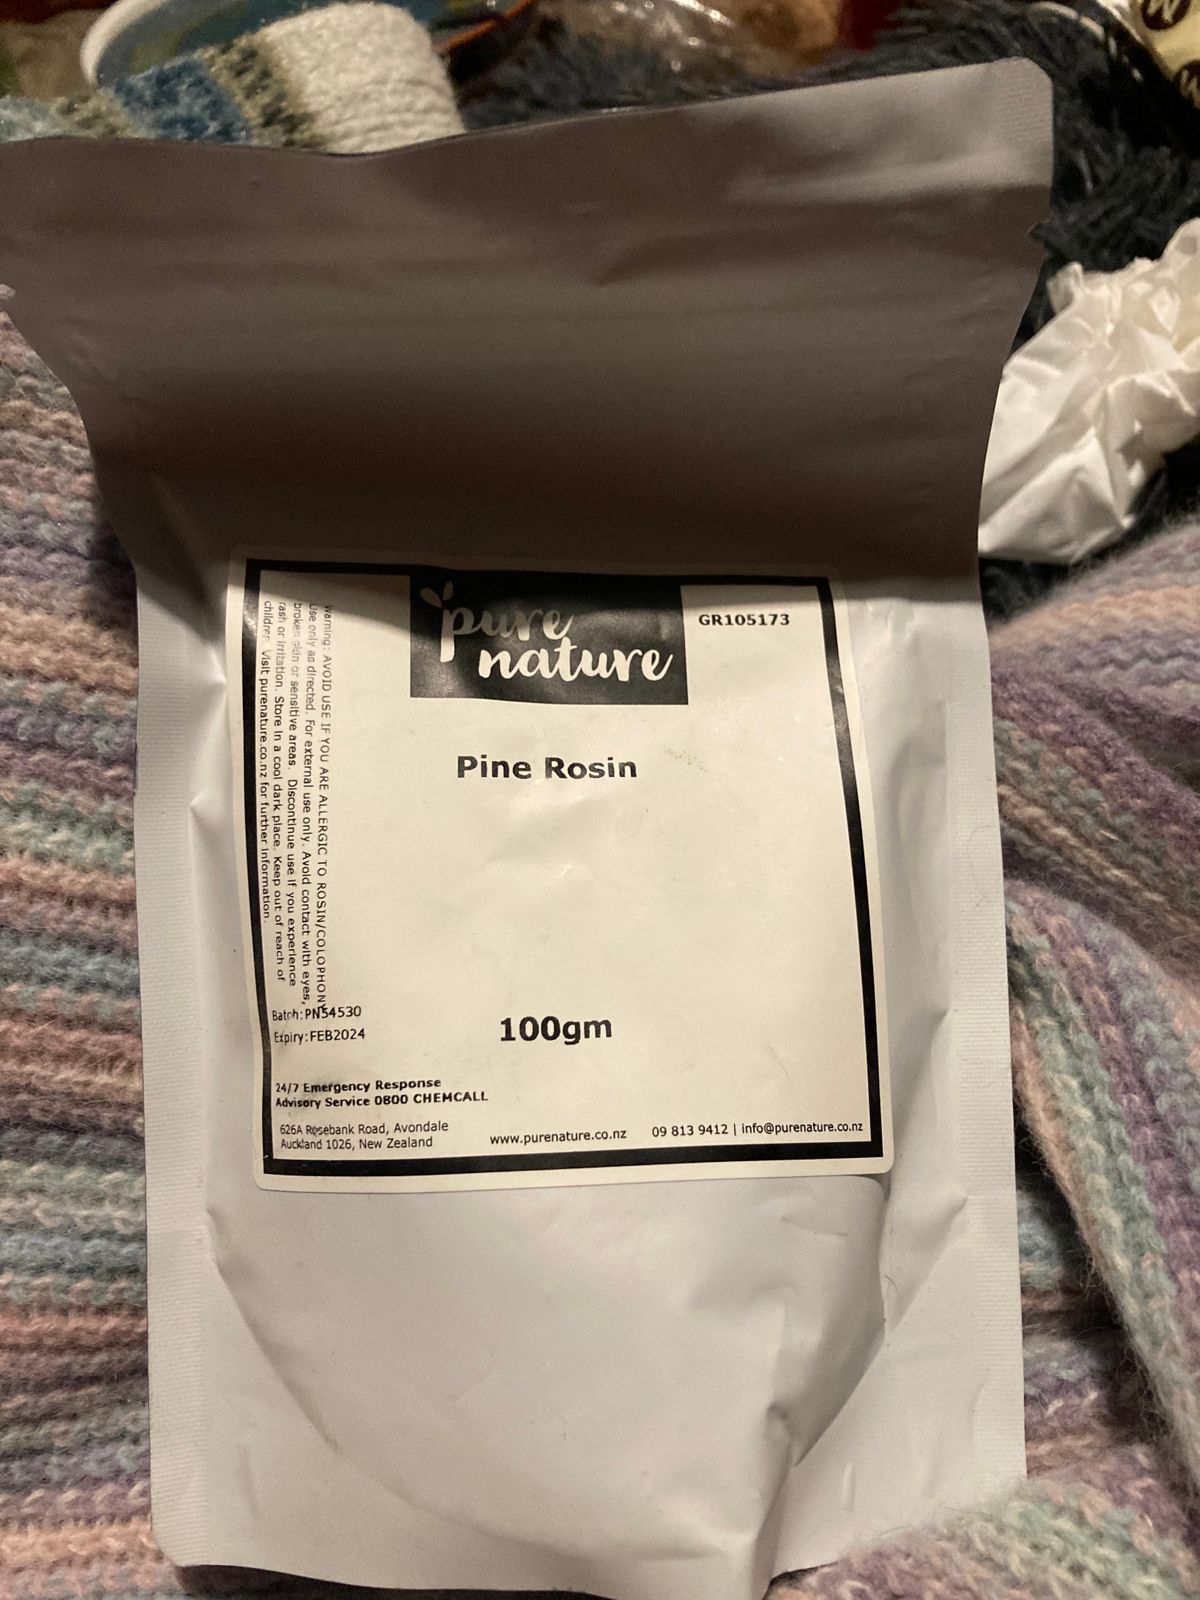 pure
nature
GR105173
Pine Rosin
Warning: AVOID USE IF YOU ARE ALLERGIC TO ROSIN/COLOPHONY
Use only as directed. For external use only. Avoid contact with eyes,
broken skin or sensitive areas. Discontinue use if you experience
rash or irritation. Store in a cool dark place. Keep out of reach of
children. Visit purenature.co.nz for further information.
Batch:PN54530
Expiry:FEB2024
100gm
24/7 Emergency Response
Advisory Service 0800 CHEMCALL
626A Rosebank Road, Avondale
Auckland 1026, New Zealand
www.purenature.co.nz
09 813 9412 | info@purenature.co.nz